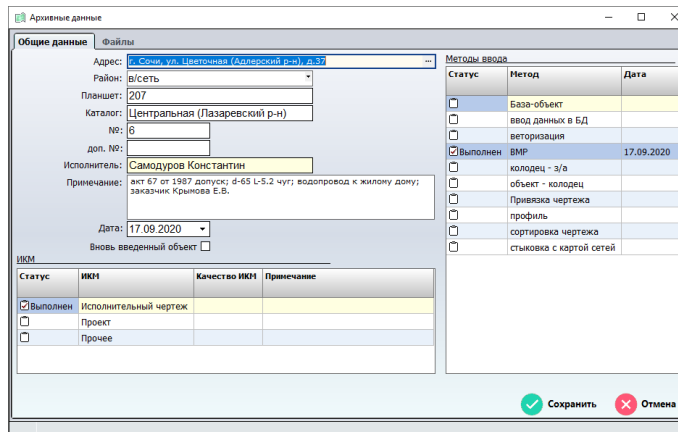 Архивные данные
Общие данные Файлы
Адрес: г. Сочи, ул. Цветочная (Адлерский р-н), д.37 ...
Район: в/сеть
Планшет: 207
Каталог: Центральная (Лазаревский р-н)
№: 6
доп. №:
Исполнитель: Самодуров Константин
Примечание: акт 67 от 1987 допуск; d-65 L-5.2 чуг; водопровод к жилому дому;
заказчик Крымова Е.В.
Дата: 17.09.2020
Вновь введенный объект
ИКМ
Статус ИКМ Качество ИКМ Примечание
Выполнен Исполнительный чертеж
Проект
Прочее
Методы ввода
Статус Метод Дата
База-объект
ввод данных в БД
веторизация
Выполнен ВМР 17.09.2020
колодец - з/а
объект - колодец
Привязка чертежа
профиль
сортировка чертежа
стыковка с картой сетей
Сохранить Отмена